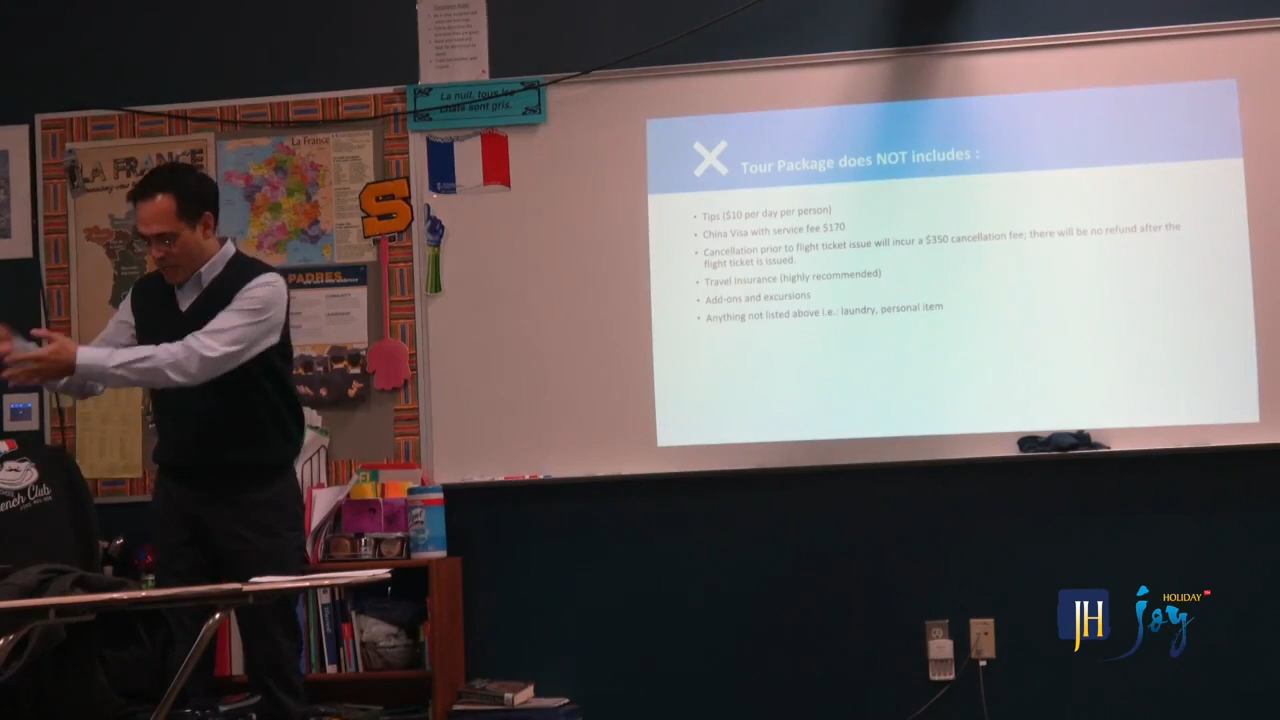 La nuit, tous les
chats sont gris.
LA FRANCE
La France
S
PADRES
French Club
Tour Package does NOT includes :
• Tips ($10 per day per person)
• China Visa with service fee $170
• Cancellation prior to flight ticket issue will incur a $350 cancellation fee; there will be no refund after the
flight ticket is issued.
• Travel Insurance (highly recommended)
• Add-ons and excursions
• Anything not listed above i.e.: laundry, personal item
JH
HOLIDAY
joy